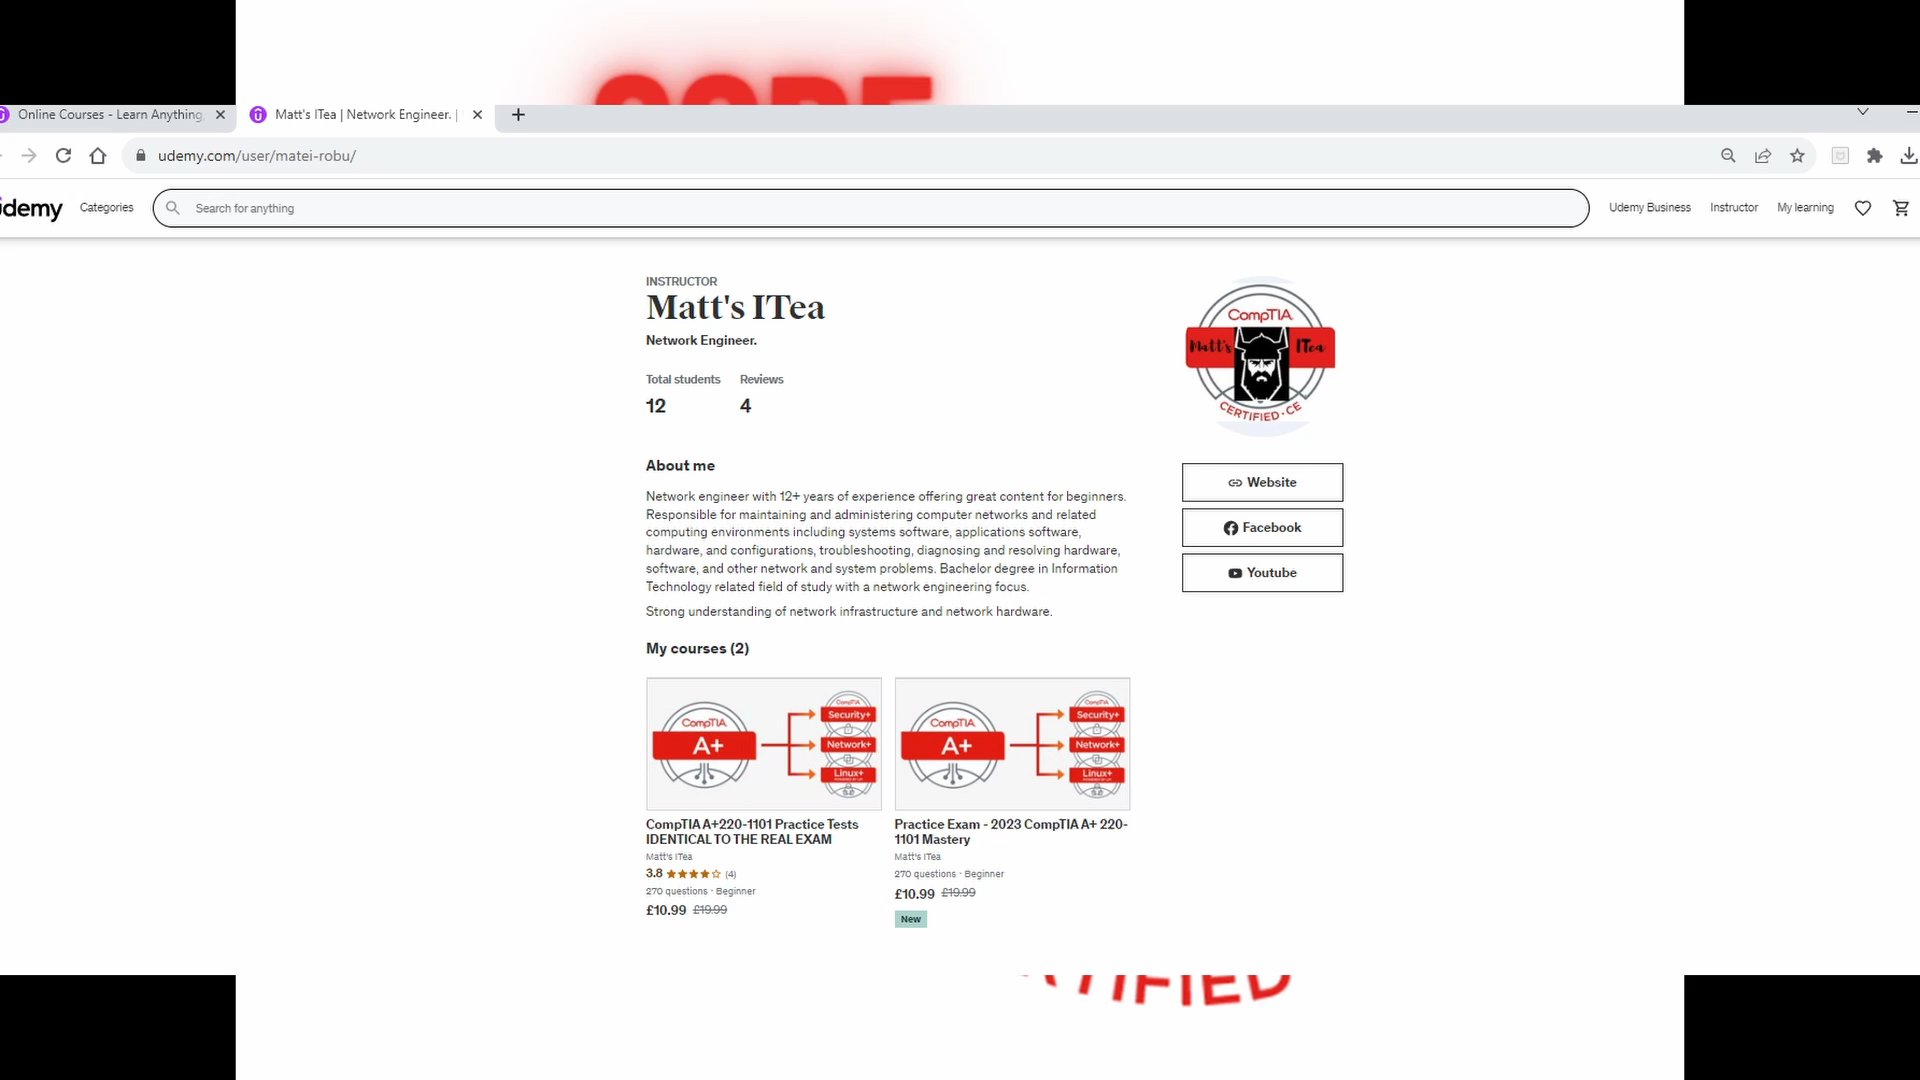 CORE
Online Courses - Learn Anything,
Matt's ITea | Network Engineer. |
udemy.com/user/matei-robu/
udemy
Categories
Search for anything
Udemy Business
Instructor
My learning
INSTRUCTOR
Matt's ITea
Network Engineer.
Total students
Reviews
12
4
CompTIA
Matt's ITea
CERTIFIED·CE
About me
Network engineer with 12+ years of experience offering great content for beginners.
Responsible for maintaining and administering computer networks and related
computing environments including systems software, applications software,
hardware, and configurations, troubleshooting, diagnosing and resolving hardware,
software, and other network and system problems. Bachelor degree in Information
Technology related field of study with a network engineering focus.
Strong understanding of network infrastructure and network hardware.
Website
Facebook
Youtube
My courses (2)
CompTIA
A+
CompTIA
Security+
Network+
Linux+
CompTIA
A+
CompTIA
Security+
Network+
Linux+
CompTIA A+220-1101 Practice Tests
IDENTICAL TO THE REAL EXAM
Matt's ITea
3.8
(4)
270 questions · Beginner
£10.99 £19.99
Practice Exam - 2023 CompTIA A+ 220-
1101 Mastery
Matt's ITea
270 questions · Beginner
£10.99 £19.99
New